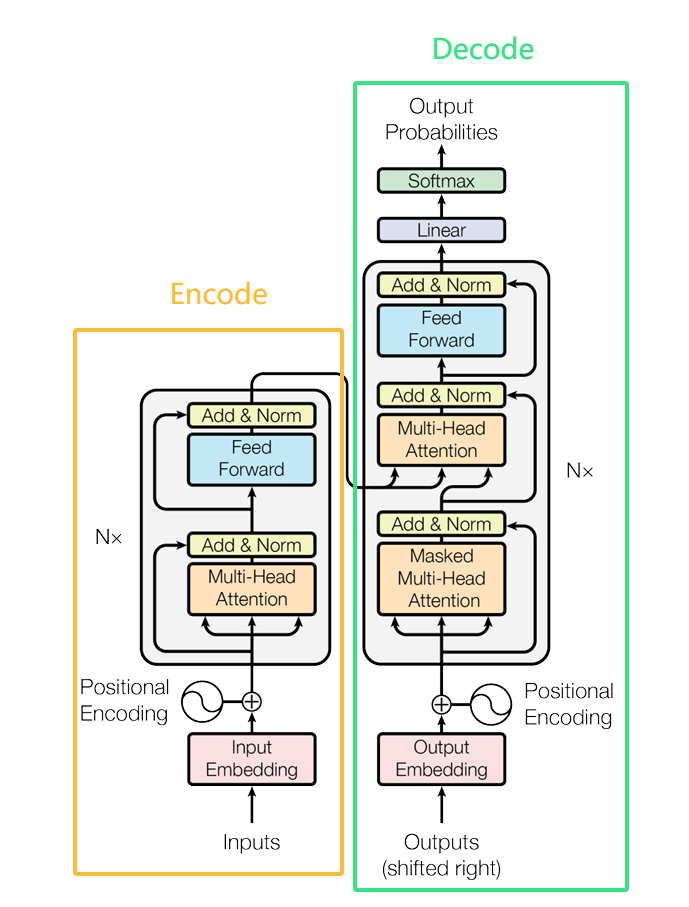 Decode
Output
Probabilities
Softmax
Linear
Add & Norm
Feed
Forward
Add & Norm
Multi-Head
Attention
N×
Add & Norm
Masked
Multi-Head
Attention
Positional
Encoding
Output
Embedding
Outputs
(shifted right)
Encode
Add & Norm
Feed
Forward
N×
Add & Norm
Multi-Head
Attention
Positional
Encoding
Input
Embedding
Inputs